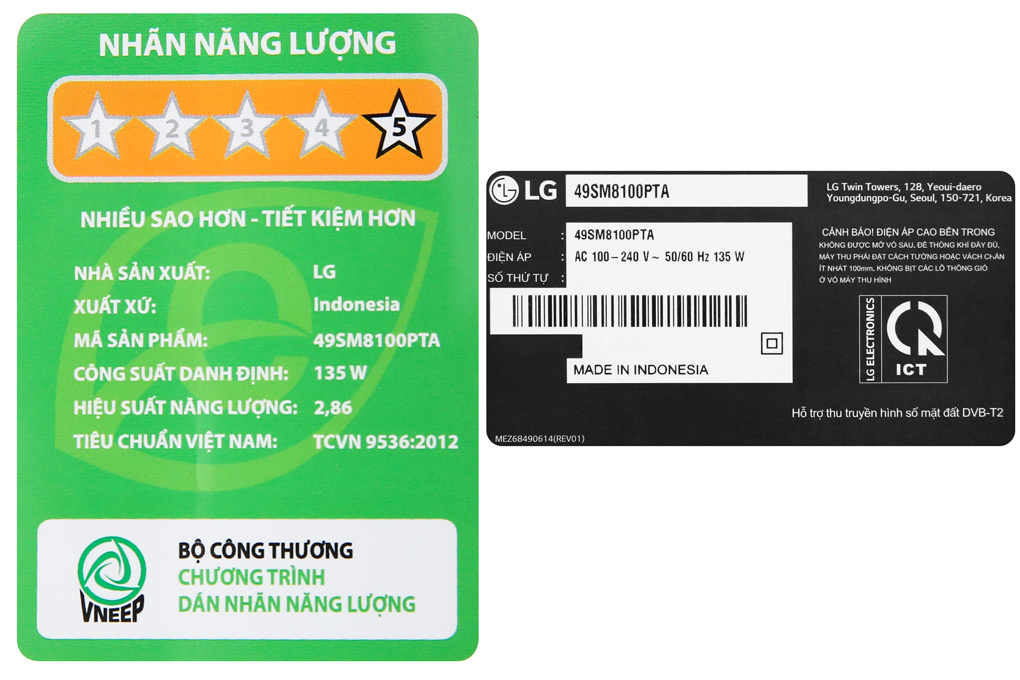 NHÃN NĂNG LƯỢNG
1 2 3 4 5
NHIỀU SAO HƠN - TIẾT KIỆM HƠN
NHÀ SẢN XUẤT: LG
XUẤT XỨ: Indonesia
MÃ SẢN PHẨM: 49SM8100PTA
CÔNG SUẤT DANH ĐỊNH: 135 W
HIỆU SUẤT NĂNG LƯỢNG: 2,86
TIÊU CHUẨN VIỆT NAM: TCVN 9536:2012
VNEEP
BỘ CÔNG THƯƠNG
CHƯƠNG TRÌNH
DÁN NHÃN NĂNG LƯỢNG
LG 49SM8100PTA
LG Twin Towers, 128, Yeoui-daero
Youngdungpo-Gu, Seoul, 150-721, Korea
MODEL : 49SM8100PTA
ĐIỆN ÁP : AC 100 – 240 V ~ 50/60 Hz 135 W
SỐ THỨ TỰ :
MADE IN INDONESIA
CẢNH BÁO! ĐIỆN ÁP CAO BÊN TRONG
KHÔNG ĐƯỢC MỞ VỎ SAU, ĐỂ THÔNG KHÍ ĐẦY ĐỦ,
MÁY THU PHẢI ĐẶT CÁCH TƯỜNG HOẶC VÁCH CHẮN
ÍT NHẤT 100mm, KHÔNG BỊT CÁC LỖ THÔNG GIÓ
Ở VỎ MÁY THU HÌNH
LG ELECTRONICS
ICT
Hỗ trợ thu truyền hình số mặt đất DVB-T2
MEZ68490614(REV01)